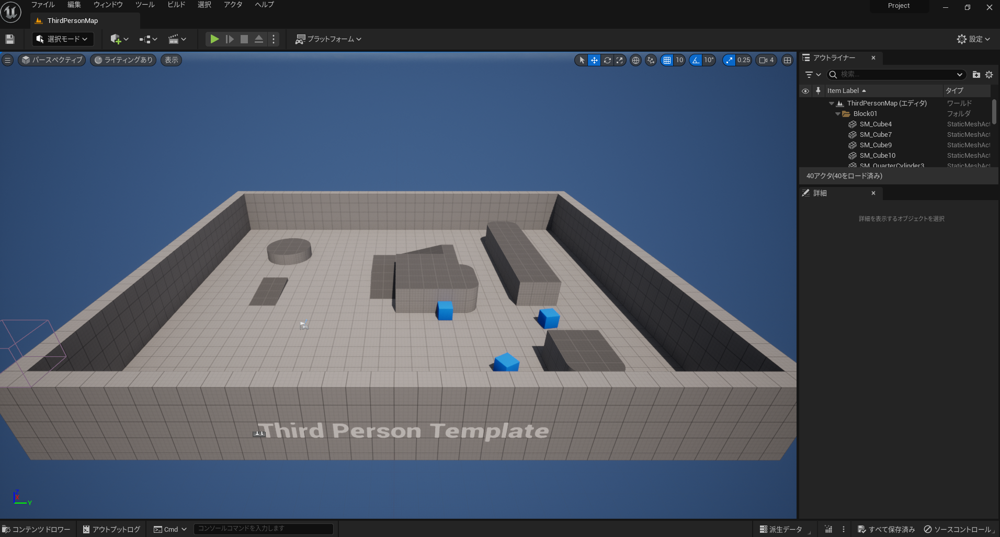 ファイル 編集 ウィンドウ ツール ビルド 選択 アクタ ヘルプ
Project
ThirdPersonMap
選択モード
プラットフォーム
設定
パースペクティブ
ライティングあり
表示
10
10°
0.25
4
アウトライナー
検索...
Item Label
タイプ
ThirdPersonMap (エディタ) ワールド
Block01 フォルダ
SM_Cube4 StaticMeshAct
SM_Cube7 StaticMeshAct
SM_Cube9 StaticMeshAct
SM_Cube10 StaticMeshAct
SM_QuarterCylinder3 StaticMeshAct
40アクタ(40をロード済み)
詳細
詳細を表示するオブジェクトを選択
Third Person Template
Z
X
Y
コンテンツ ドロワー
アウトプットログ
Cmd
コンソールコマンドを入力します
派生データ
すべて保存済み
ソースコントロール